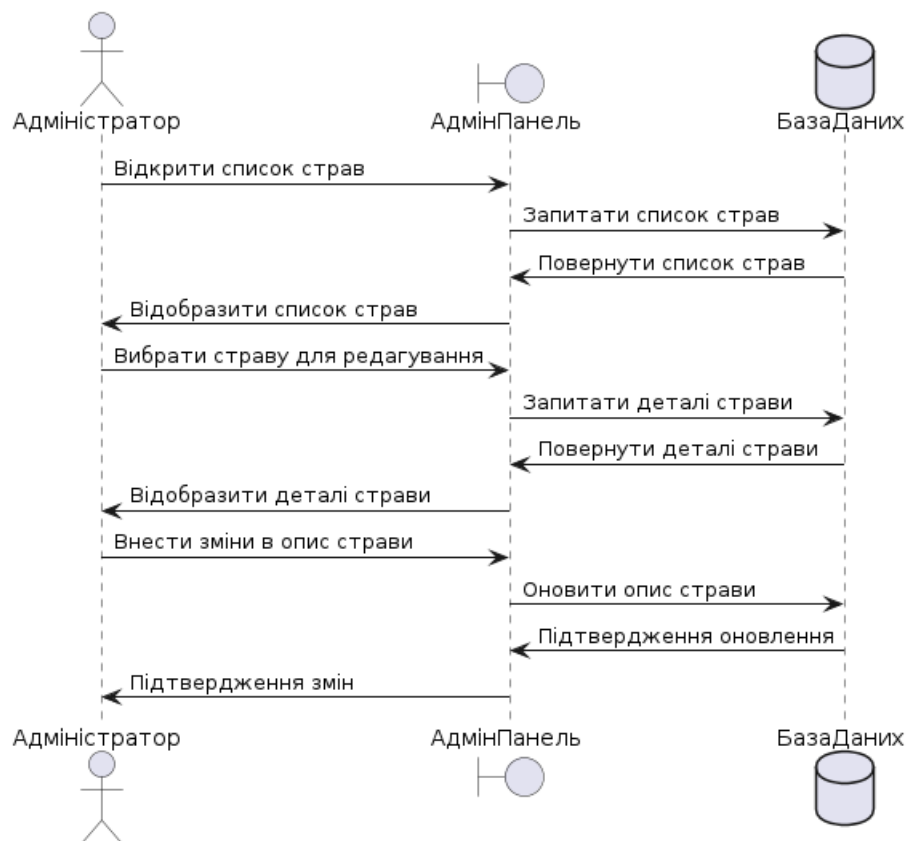 Адміністратор
АдмінПанель
БазаДаних
Відкрити список страв
Запитати список страв
Повернути список страв
Відобразити список страв
Вибрати страву для редагування
Запитати деталі страви
Повернути деталі страви
Відобразити деталі страви
Внести зміни в опис страви
Оновити опис страви
Підтвердження оновлення
Підтвердження змін
Адміністратор
АдмінПанель
БазаДаних